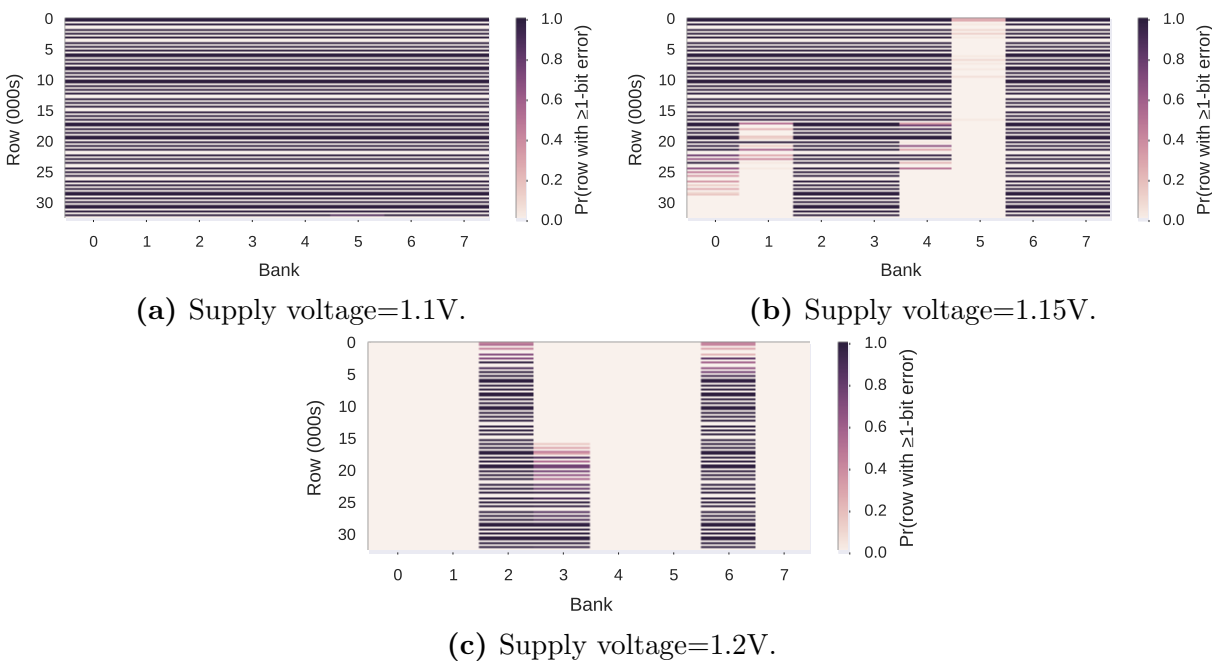 0
5
10
15
20
25
30
Row (000s)
0 1 2 3 4 5 6 7
Bank
1.0
0.8
0.6
0.4
0.2
0.0
Pr(row with ≥1-bit error)
(a) Supply voltage=1.1V.
0
5
10
15
20
25
30
Row (000s)
0 1 2 3 4 5 6 7
Bank
1.0
0.8
0.6
0.4
0.2
0.0
Pr(row with ≥1-bit error)
(b) Supply voltage=1.15V.
0
5
10
15
20
25
30
Row (000s)
0 1 2 3 4 5 6 7
Bank
1.0
0.8
0.6
0.4
0.2
0.0
Pr(row with ≥1-bit error)
(c) Supply voltage=1.2V.